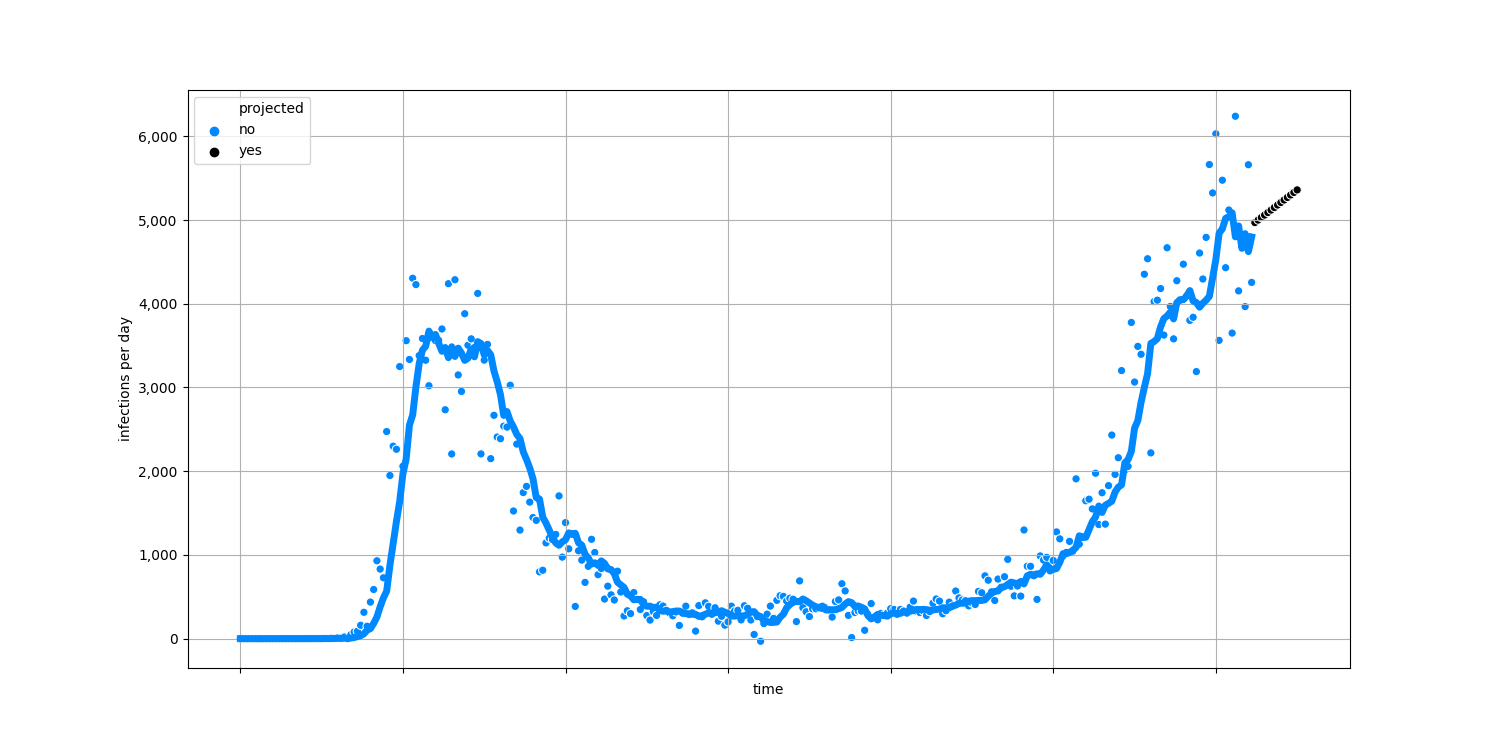 projected
no
yes
6,000
5,000
4,000
3,000
2,000
1,000
0
infections per day
time